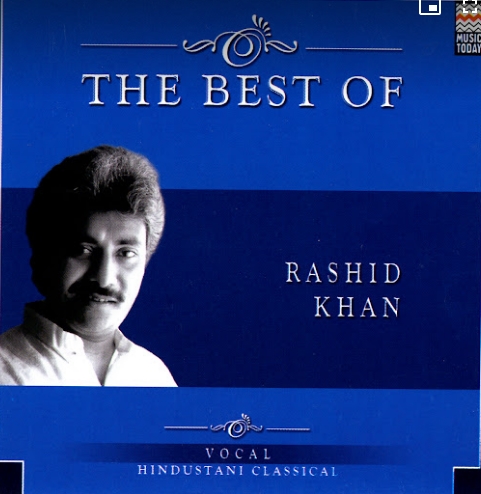 MUSIC
TODAY
THE BEST OF
RASHID
KHAN
VOCAL
HINDUSTANI CLASSICAL